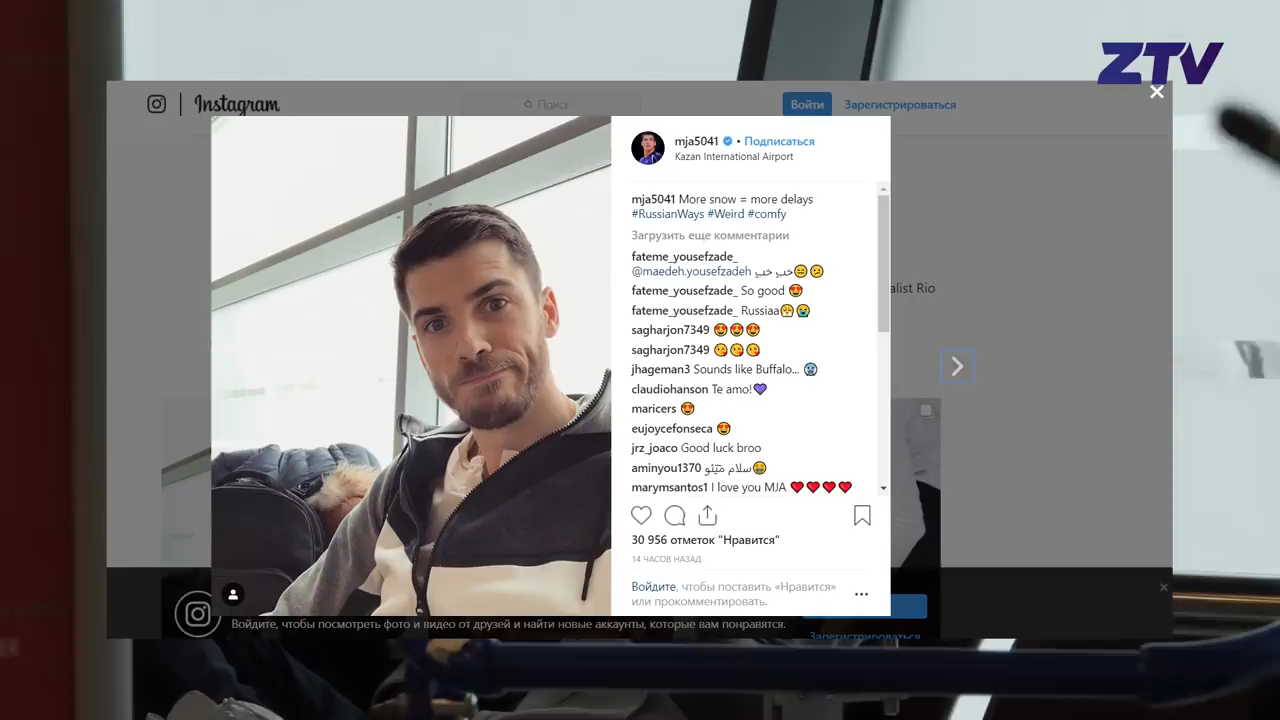 ZTV
Instagram
Поиск
Войти
Зарегистрироваться
mja5041 • Подписаться
Kazan International Airport
mja5041 More snow = more delays
#RussianWays #Weird #comfy
Загрузить еще комментарии
fateme_yousefzade_
@maedeh.yousefzadeh خب خب😑😕
fateme_yousefzade_ So good 😍
fateme_yousefzade_ Russiaa😤😭
alist Rio
sagharjon7349 😍😍😍
sagharjon7349 😘😘😘
jhageman3 Sounds like Buffalo... 🥶
claudiohanson Te amo!💜
maricers 😍
eujoycefonseca 😍
jrz_joaco Good luck broo
aminyou1370 سلام 😁
marymsantos1 I love you MJA ❤❤❤❤
30 956 отметок "Нравится"
14 ЧАСОВ НАЗАД
Войдите, чтобы поставить «Нравится»
или прокомментировать.
Войдите, чтобы посмотреть фото и видео от друзей и найти новые аккаунты, которые вам понравятся.
Зарегистрироваться